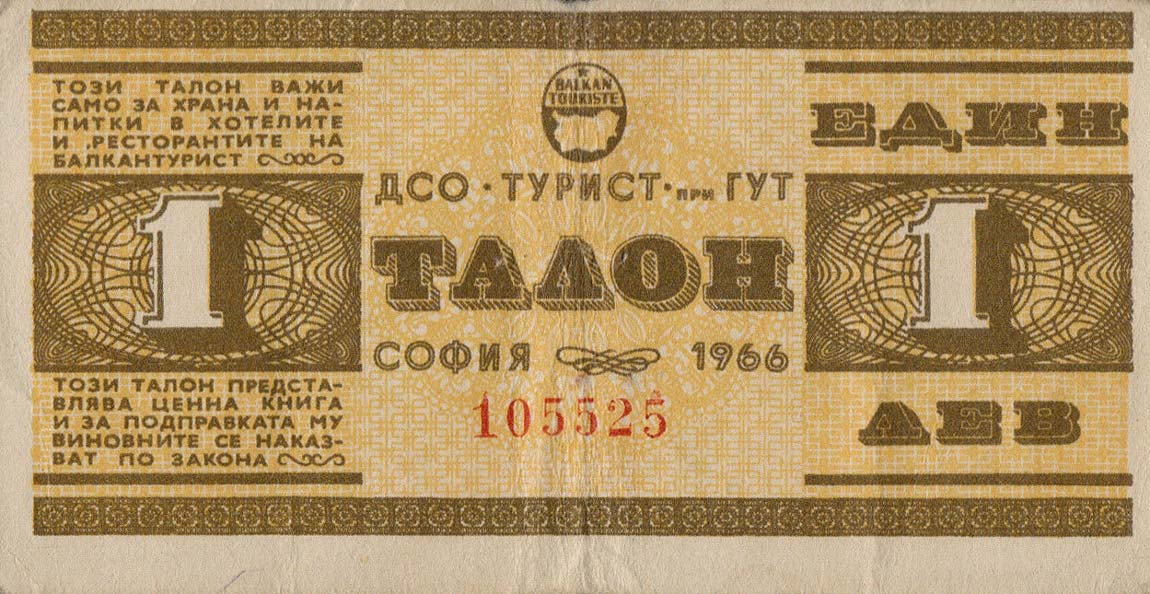 ТОЗИ ТАЛОН ВАЖИ
САМО ЗА ХРАНА И НА-
ПИТКИ В ХОТЕЛИТЕ
И РЕСТОРАНТИТЕ НА
БАЛКАНТУРИСТ
1
ТОЗИ ТАЛОН ПРЕДСТА-
ВЛЯВА ЦЕННА КНИГА
И ЗА ПОДПРАВКАТА МУ
ВИНОВНИТЕ СЕ НАКАЗ-
ВАТ ПО ЗАКОНА
BALKAN
TOURISTE
ДСО · ТУРИСТ · при ГУТ
ТАЛОН
СОФИЯ 1966
105525
ЕДИН
1
ЛЕВ